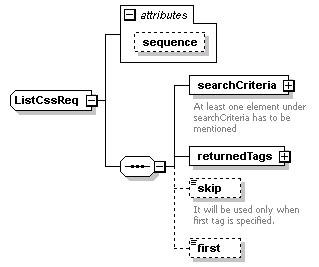 attributes
sequence
ListCssReq
searchCriteria
At least one element under
searchCriteria has to be
mentioned
returnedTags
skip
It will be used only when
first tag is specified.
first